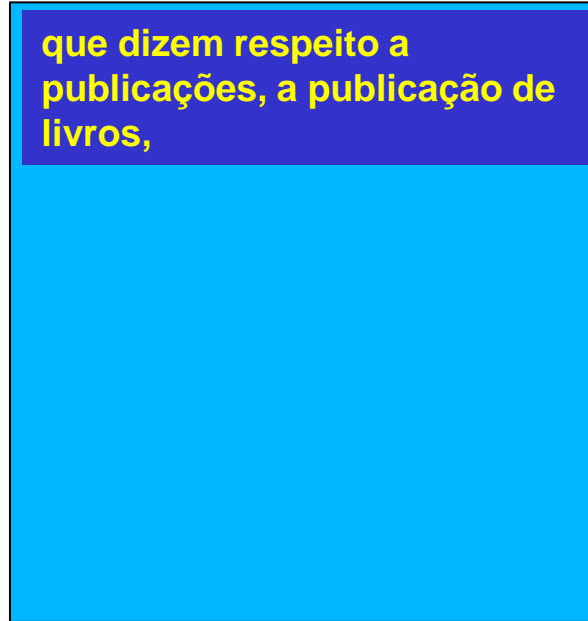 que dizem respeito a
publicações, a publicação de
livros,